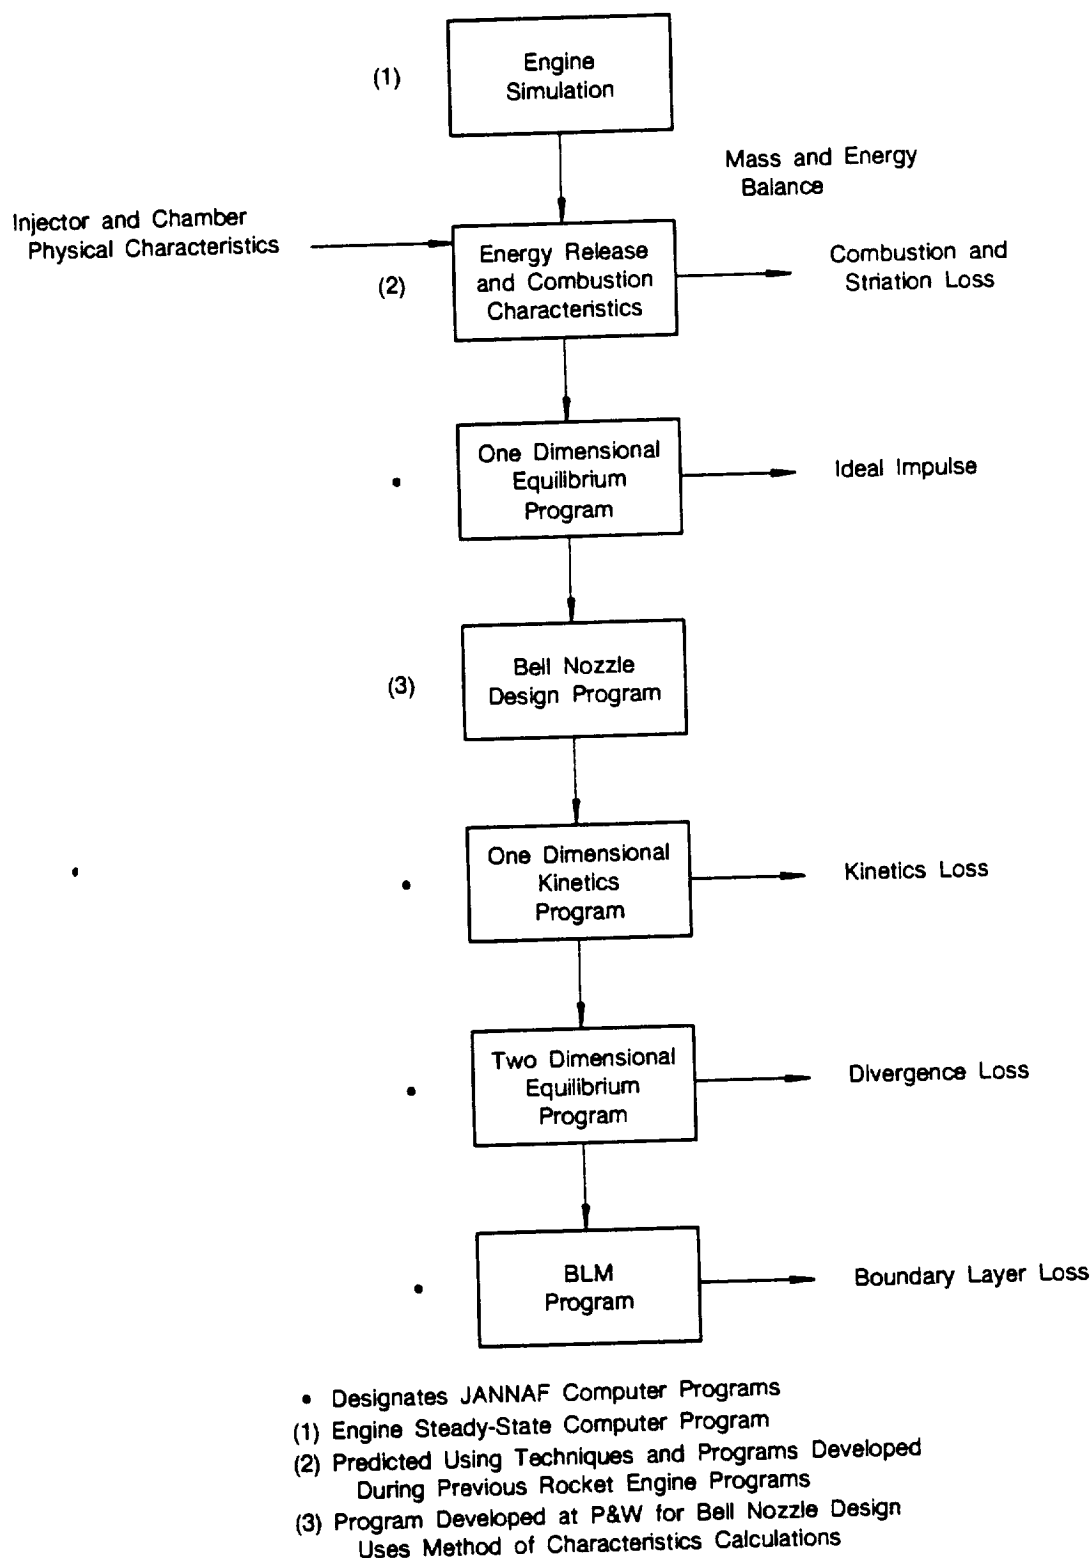 (1)
Engine
Simulation
Mass and Energy
Balance
Injector and Chamber
Physical Characteristics
(2)
Energy Release
and Combustion
Characteristics
Combustion and
Striation Loss
•
One Dimensional
Equilibrium
Program
Ideal Impulse
(3)
Bell Nozzle
Design Program
•
One Dimensional
Kinetics
Program
Kinetics Loss
•
Two Dimensional
Equilibrium
Program
Divergence Loss
•
BLM
Program
Boundary Layer Loss
• Designates JANNAF Computer Programs
(1) Engine Steady-State Computer Program
(2) Predicted Using Techniques and Programs Developed
During Previous Rocket Engine Programs
(3) Program Developed at P&W for Bell Nozzle Design
Uses Method of Characteristics Calculations